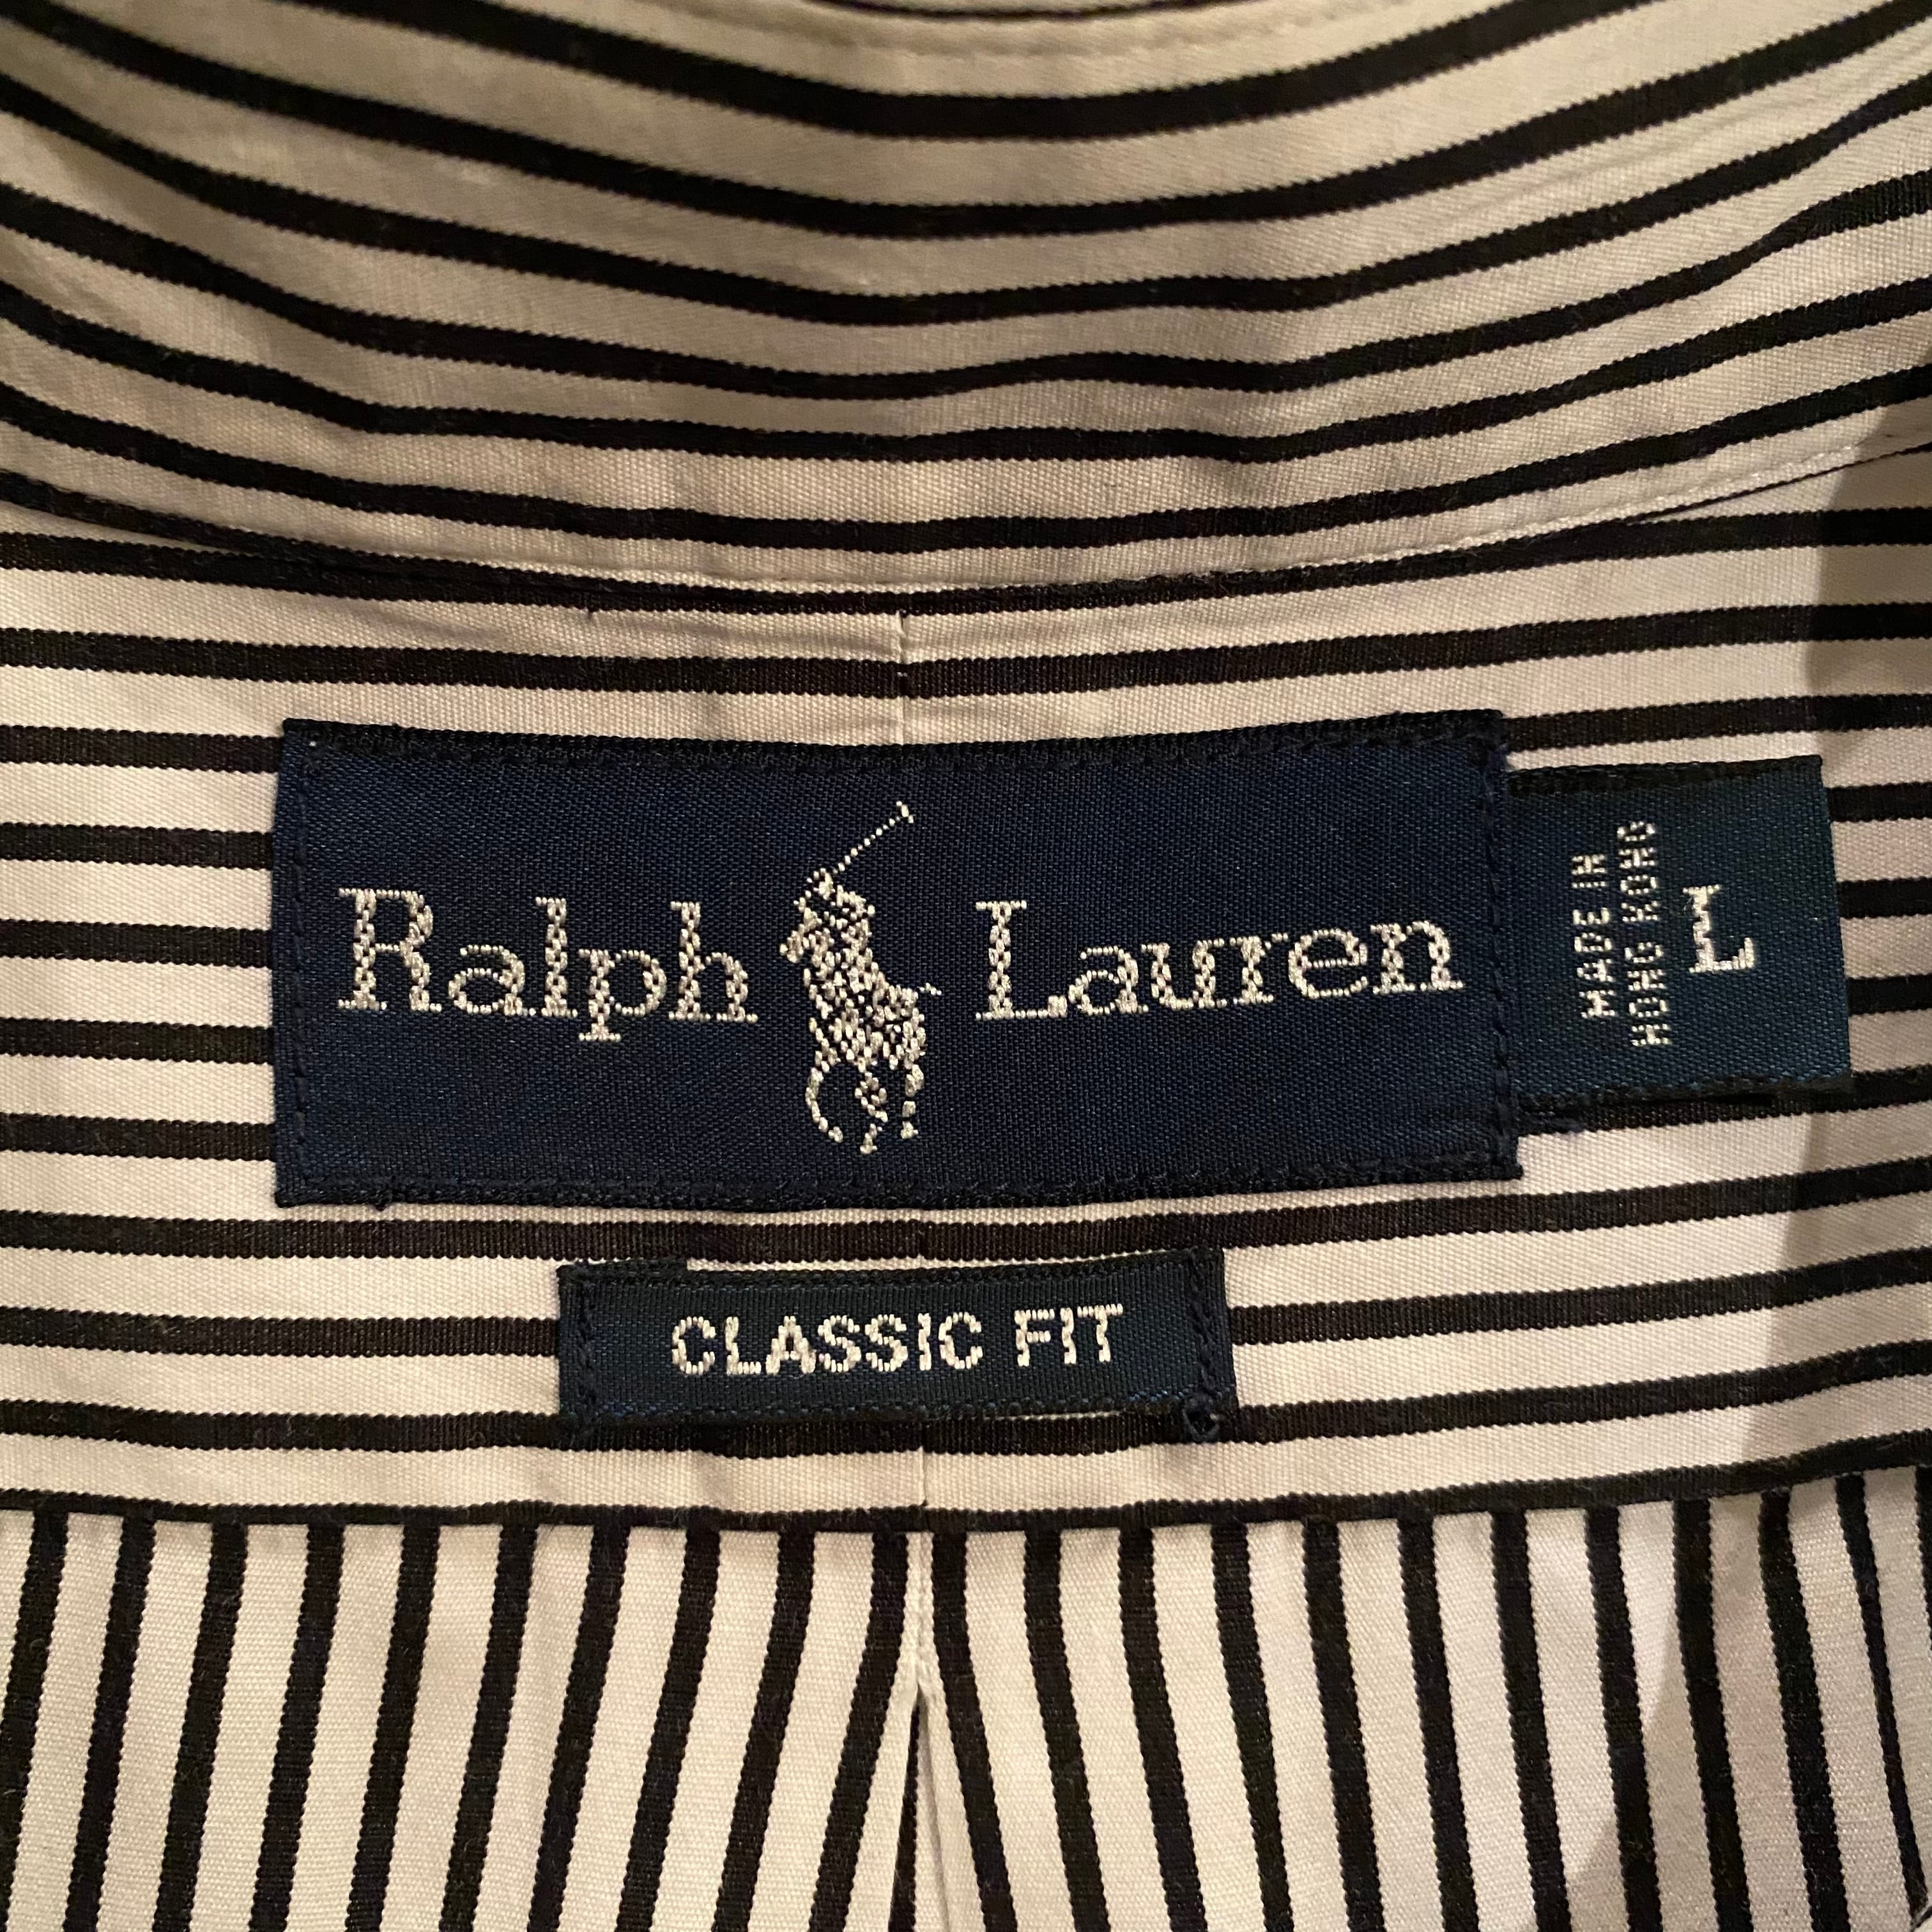 Ralph Lauren
MADE IN
HONG KONG
L
CLASSIC FIT